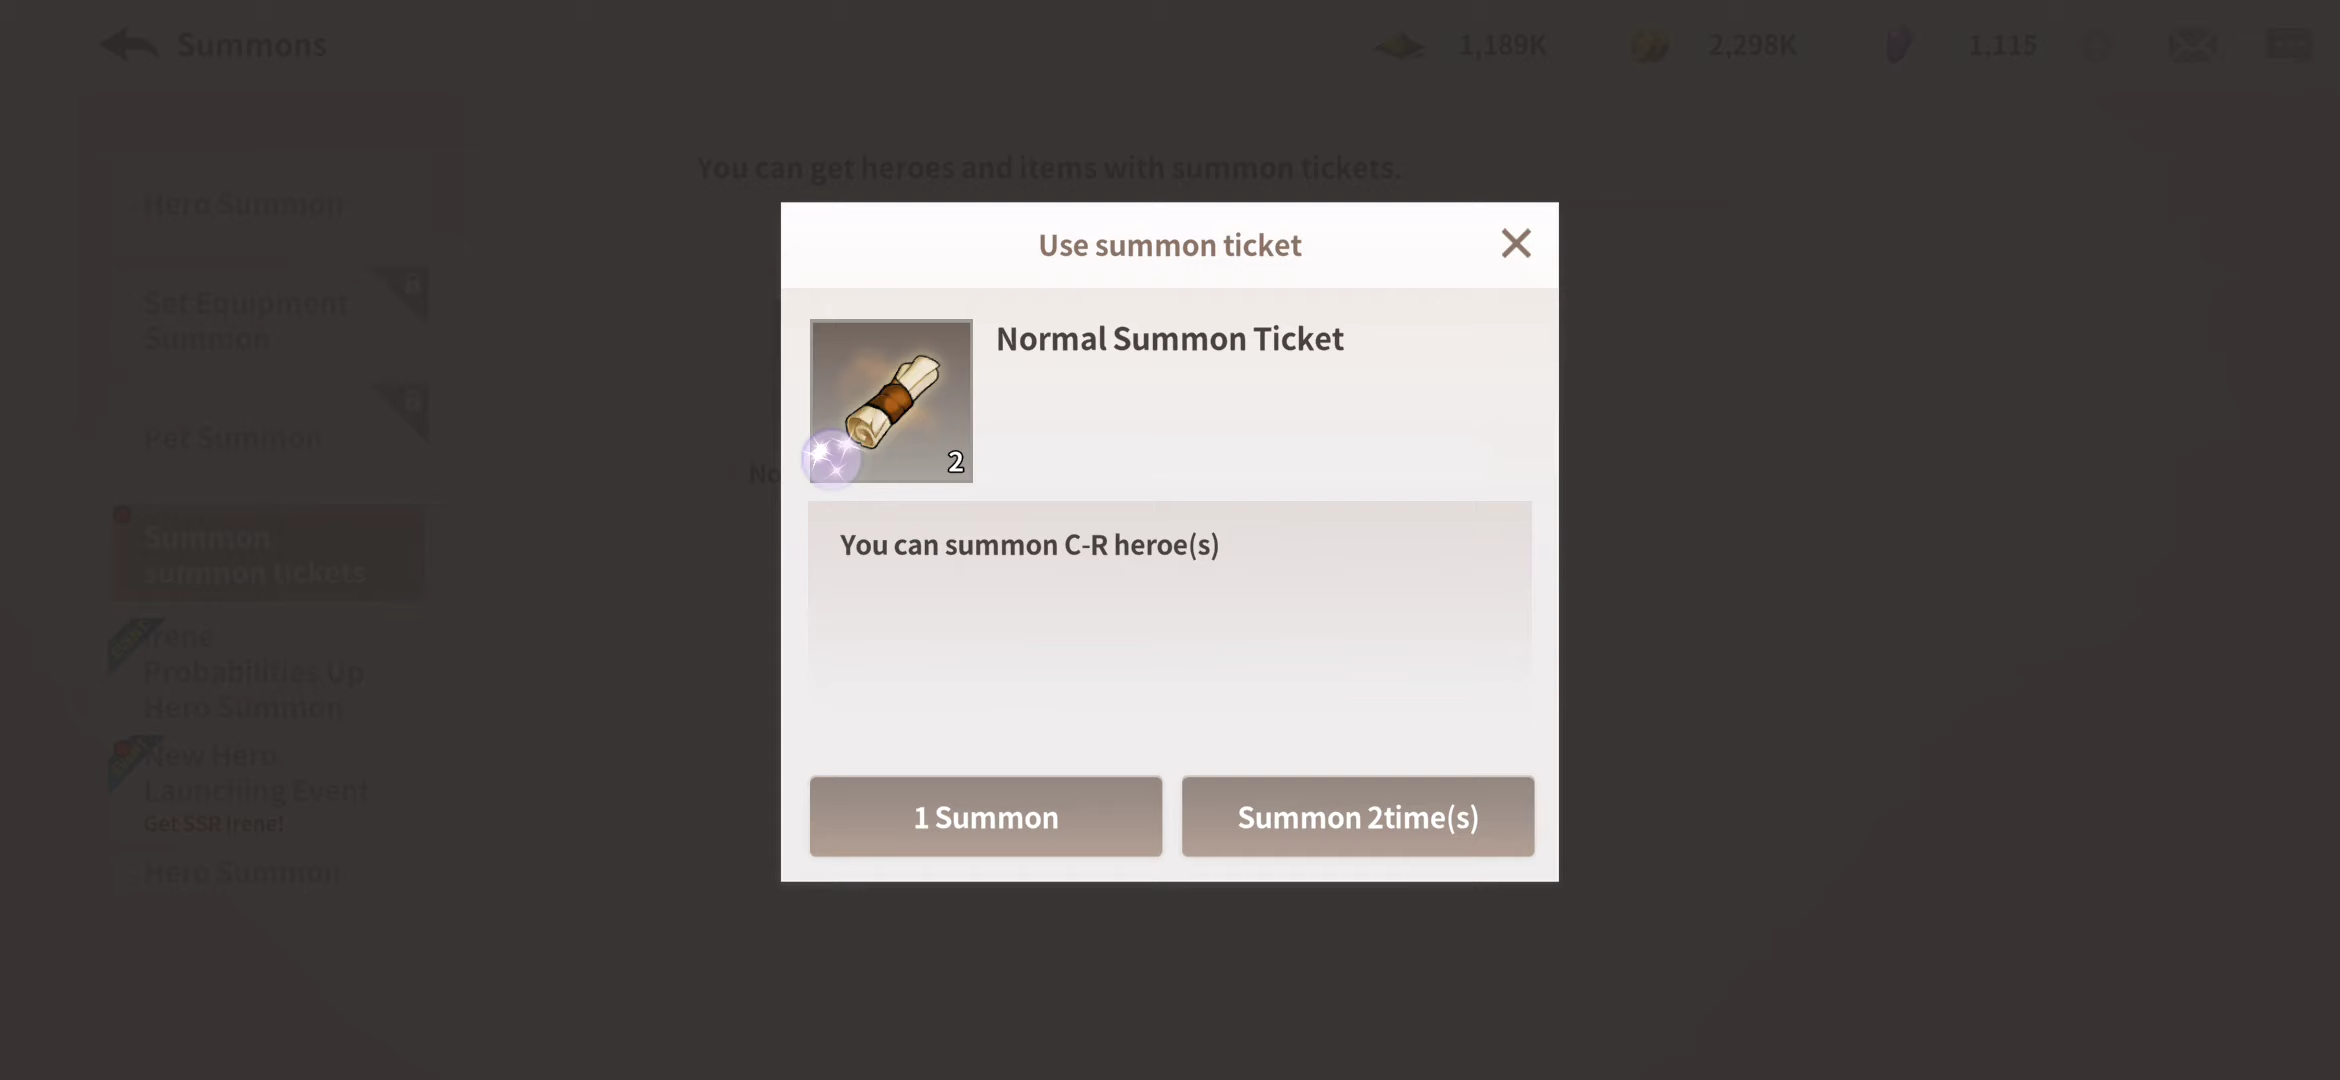 Summons
1,189K
2,298K
1,115
You can get heroes and items with summon tickets.
Hero Summon
Set Equipment
Summon
Pet Summon
No
Summon
summon tickets
Irene
Probabilities Up
Hero Summon
New Hero
Launching Event
Get SSR Irene!
Hero Summon
Use summon ticket
Normal Summon Ticket
2
You can summon C-R heroe(s)
1 Summon
Summon 2time(s)